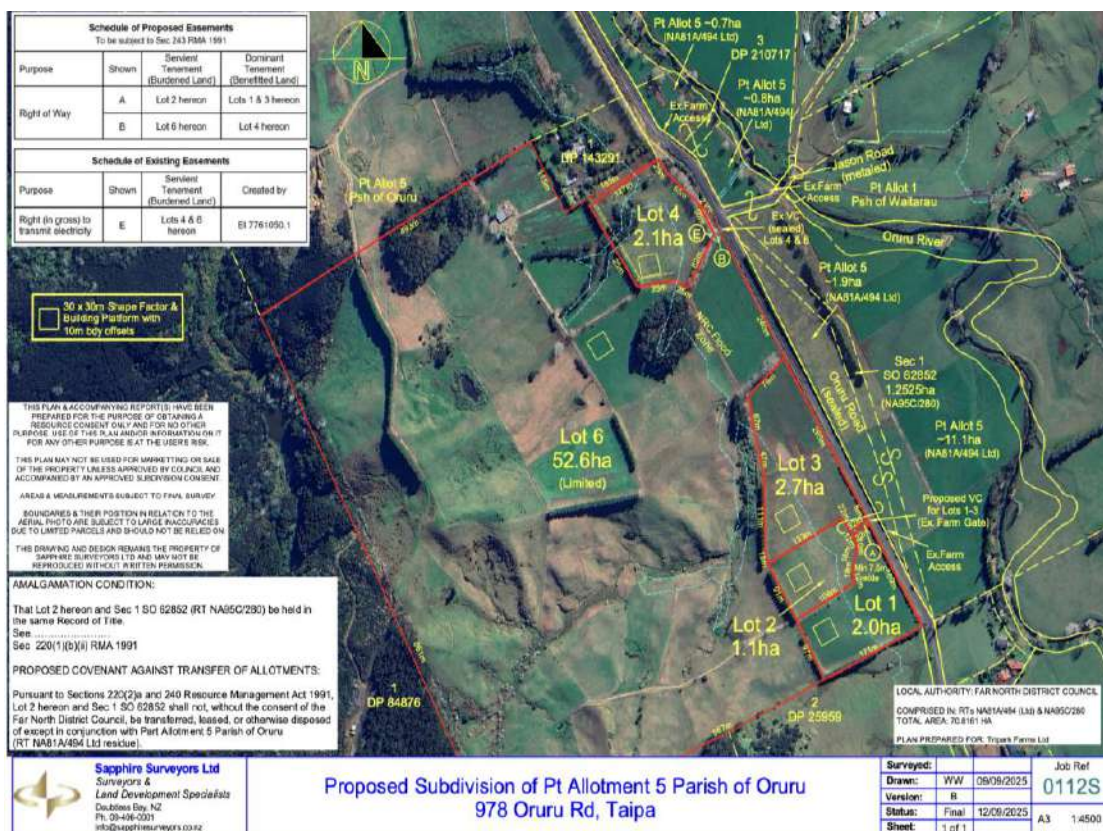 Schedule of Proposed Easements
To be subject to Sec 243 RMA 1991
Purpose
Shown
Servient
Tenement
(Burdened Land)
Dominant
Tenement
(Benefitted Land)
Right of Way
A
Lot 2 hereon
Lots 1 & 3 hereon
B
Lot 6 hereon
Lot 4 hereon
Schedule of Existing Easements
Purpose
Shown
Servient
Tenement
(Burdened Land)
Created by
Right (in gross) to
transmit electricity
E
Lots 4 & 6
hereon
EI 7761050.1
N
30 x 30m Shape Factor &
Building Platform with
10m bdy offsets
THIS PLAN & ACCOMPANYING REPORT(S) HAVE BEEN
PREPARED FOR THE PURPOSE OF OBTAINING A
RESOURCE CONSENT ONLY AND FOR NO OTHER
PURPOSE. USE OF THIS PLAN AND/OR INFORMATION ON IT
FOR ANY OTHER PURPOSE IS AT THE USERS RISK.
THIS PLAN MAY NOT BE USED FOR MARKETTING OR SALE
OF THE PROPERTY UNLESS APPROVED BY COUNCIL AND
ACCOMPANIED BY AN APPROVED SUBDIVISION CONSENT.
AREAS & MEASUREMENTS SUBJECT TO FINAL SURVEY
BOUNDARIES & THEIR POSITION IN RELATION TO THE
AERIAL PHOTO ARE SUBJECT TO LARGE INACCURACIES
DUE TO LIMITED PARCELS AND SHOULD NOT BE RELIED ON
THIS DRAWING AND DESIGN REMAINS THE PROPERTY OF
SAPPHIRE SURVEYORS LTD AND MAY NOT BE
REPRODUCED WITHOUT WRITTEN PERMISSION.
AMALGAMATION CONDITION:
That Lot 2 hereon and Sec 1 SO 62852 (RT NA95C/280) be held in
the same Record of Title.
See......................
Sec 220(1)(b)(ii) RMA 1991
PROPOSED COVENANT AGAINST TRANSFER OF ALLOTMENTS:
Pursuant to Sections 220(2)a and 240 Resource Management Act 1991,
Lot 2 hereon and Sec 1 SO 62852 shall not, without the consent of the
Far North District Council, be transferred, leased, or otherwise disposed
of except in conjunction with Part Allotment 5 Parish of Oruru
(RT NA81A/494 Ltd residue).
Pt Allot 5 ~0.7ha
(NA81A/494 Ltd)
3
DP 210717
Pt Allot 5
~0.8ha
(NA81A/494
Ltd)
Ex.Farm
Access
1
DP 143291
Pt Allot 5
Psh of Oruru
Jason Road
(metaled)
Ex.Farm
Access
Pt Allot 1
Psh of Waitarau
Oruru River
Ex.VC
(sealed)
Lots 4 & 6
Lot 4
2.1ha
E
B
Pt Allot 5
~1.9ha
(NA81A/494 Ltd)
NRC Flood
Zone
Sec 1
SO 62852
1.2525ha
(NA95C/280)
Oruru Road
(sealed)
Pt Allot 5
~11.1ha
(NA81A/494 Ltd)
Lot 6
52.6ha
(Limited)
Lot 3
2.7ha
Proposed VC
for Lots 1-3
(Ex. Farm Gate)
Ex.Farm
Access
A
Lot 1
2.0ha
Lot 2
1.1ha
1
DP 84876
2
DP 25959
LOCAL AUTHORITY: FAR NORTH DISTRICT COUNCIL
COMPRISED IN: RTs NA81A/494 (Ltd) & NA95C/280
TOTAL AREA: 70.8161 HA
PLAN PREPARED FOR: Tripark Farms Ltd
Sapphire Surveyors Ltd
Surveyors &
Land Development Specialists
Doubtless Bay, NZ
Ph. 09-406-0001
info@sapphiresurveyors.co.nz
Proposed Subdivision of Pt Allotment 5 Parish of Oruru
978 Oruru Rd, Taipa
Surveyed:
Drawn: WW 09/09/2025
Version: B
Status: Final 12/09/2025
Sheet: 1 of 1
Job Ref
0112S
A3 1:4500